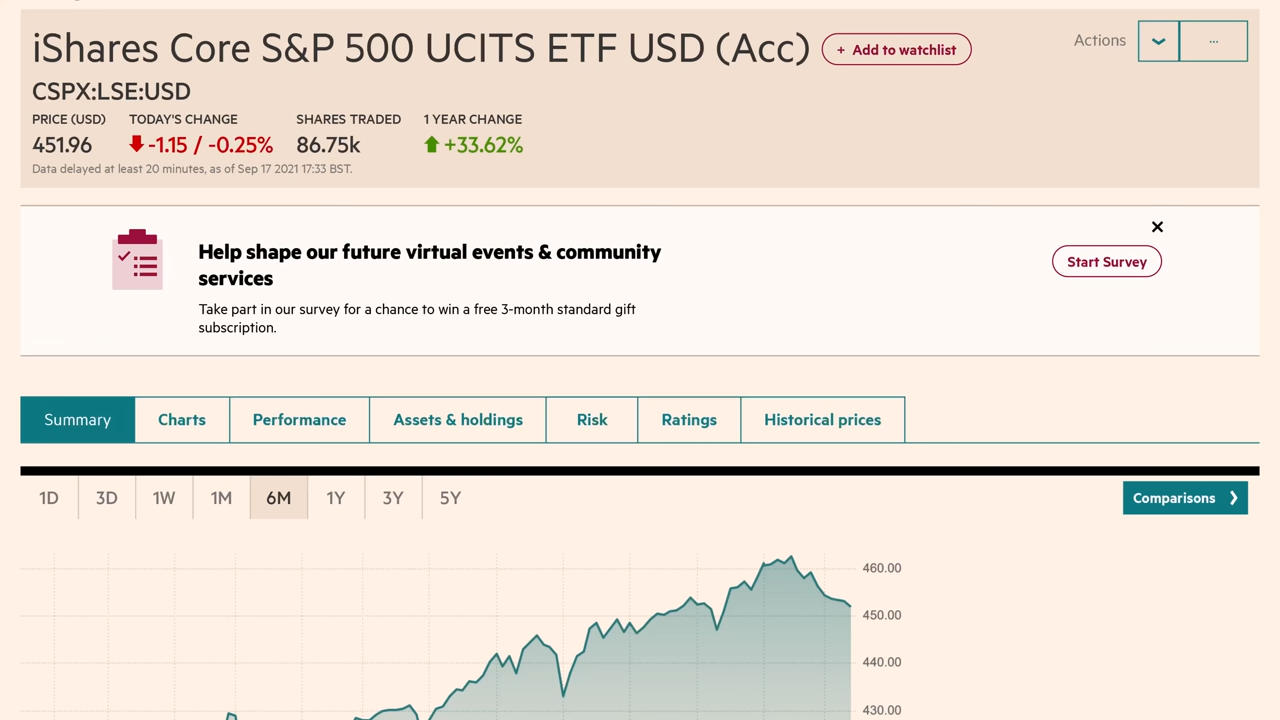 iShares Core S&P 500 UCITS ETF USD (Acc) + Add to watchlist Actions ...
CSPX:LSE:USD
PRICE (USD) TODAY'S CHANGE SHARES TRADED 1 YEAR CHANGE
451.96 -1.15 / -0.25% 86.75k +33.62%
Data delayed at least 20 minutes, as of Sep 17 2021 17:33 BST.
Help shape our future virtual events & community
services
Start Survey
Take part in our survey for a chance to win a free 3-month standard gift
subscription.
Summary Charts Performance Assets & holdings Risk Ratings Historical prices
1D 3D 1W 1M 6M 1Y 3Y 5Y Comparisons
460.00
450.00
440.00
430.00